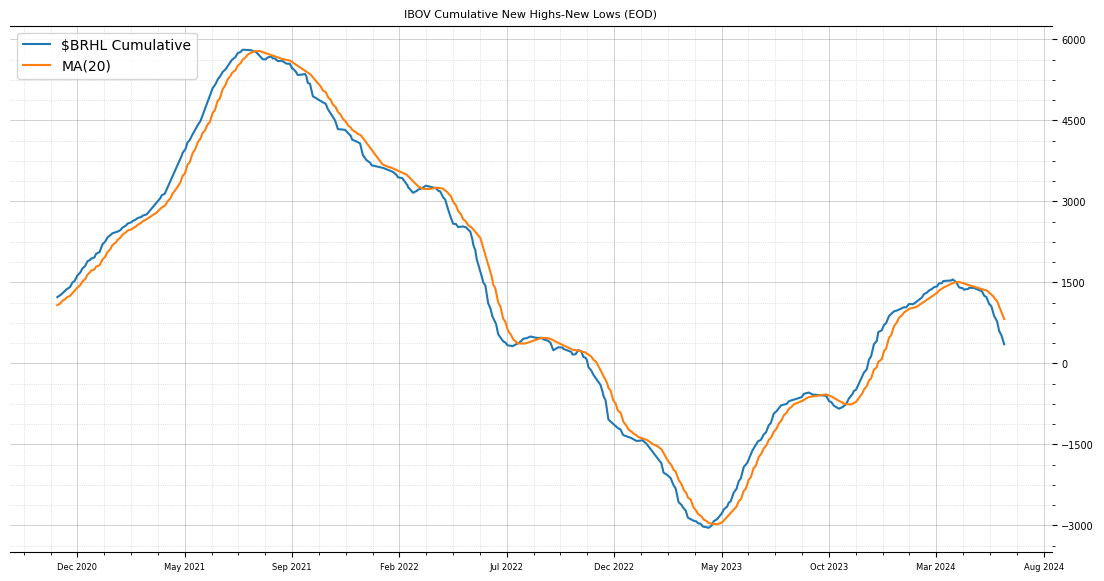 IBOV Cumulative New Highs-New Lows (EOD)
$BRHL Cumulative
MA(20)
6000
4500
3000
1500
0
−1500
−3000
Dec 2020 May 2021 Sep 2021 Feb 2022 Jul 2022 Dec 2022 May 2023 Oct 2023 Mar 2024 Aug 2024